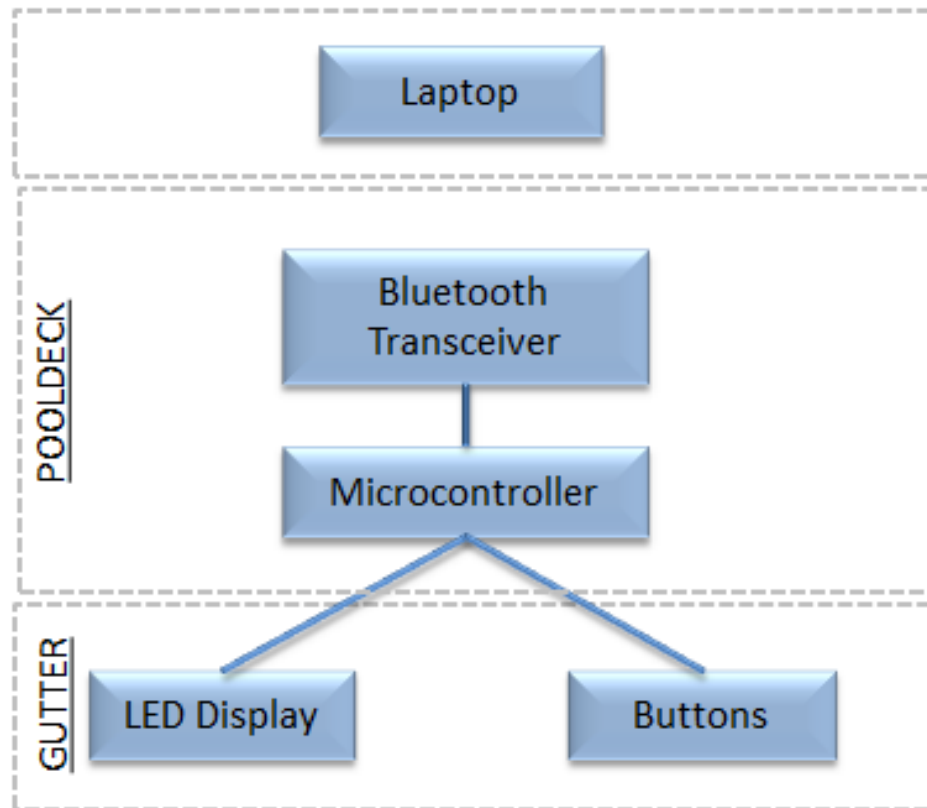 Laptop
POOLDECK
Bluetooth
Transceiver
Microcontroller
GUTTER
LED Display
Buttons